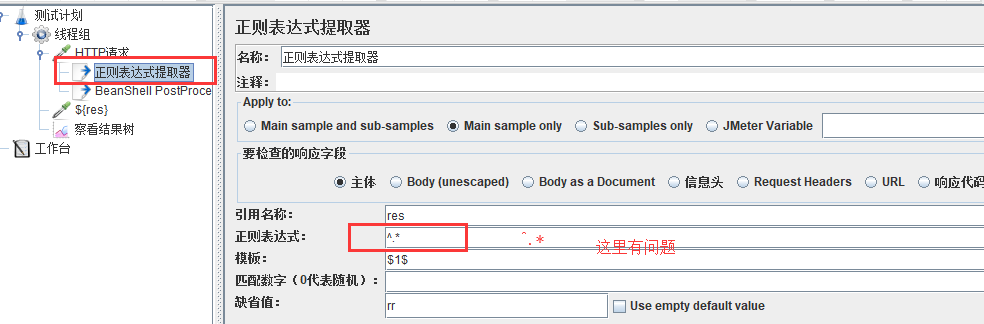 测试计划
线程组
HTTP请求
正则表达式提取器
BeanShell PostProce
${res}
察看结果树
工作台
正则表达式提取器
名称： 正则表达式提取器
注释：
Apply to:
Main sample and sub-samples Main sample only Sub-samples only JMeter Variable
要检查的响应字段
主体 Body (unescaped) Body as a Document 信息头 Request Headers URL 响应代码
引用名称： res
正则表达式： ^.* ^.* 这里有问题
模板： $1$
匹配数字（0代表随机）：
缺省值： rr Use empty default value